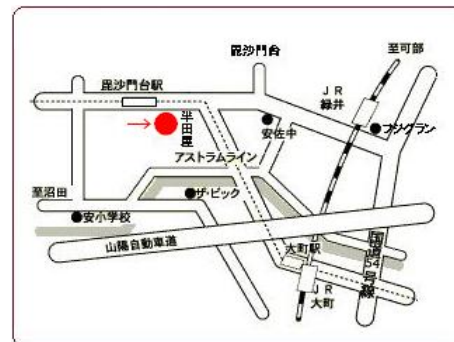 毘沙門台
至可部
毘沙門台駅
JR
緑井
半田屋
安佐中
フジグラン
アストラムライン
至沼田
ザ・ビック
安小学校
山陽自動車道
大町駅
国道54号線
JR
大町